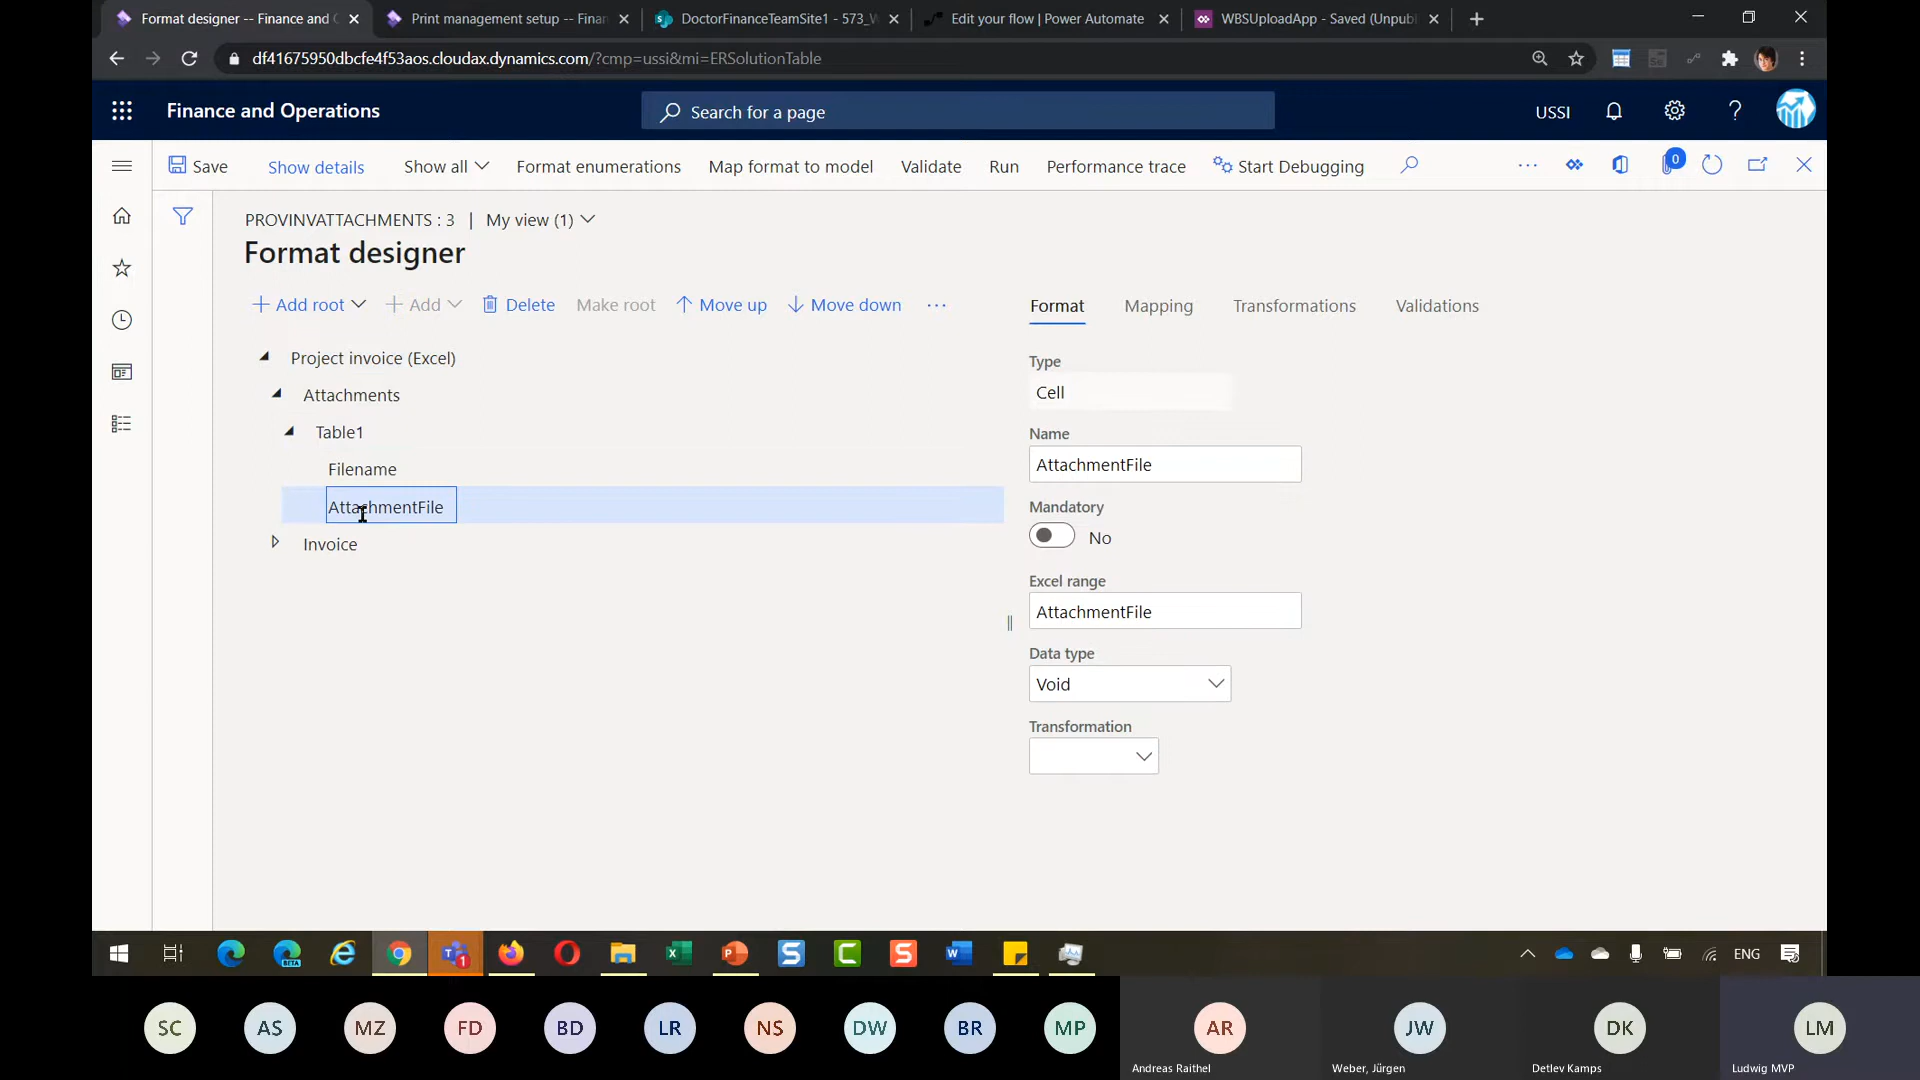 Format designer -- Finance and O
Print management setup -- Finan
DoctorFinanceTeamSite1 - 573_W
Edit your flow | Power Automate
WBSUploadApp - Saved (Unpubl
df41675950dbcfe4f53aos.cloudax.dynamics.com/?cmp=ussi&mi=ERSolutionTable
Finance and Operations
Search for a page
USSI
Save
Show details
Show all
Format enumerations
Map format to model
Validate
Run
Performance trace
Start Debugging
0
PROVINVATTACHMENTS : 3 | My view (1)
Format designer
Add root
Add
Delete
Make root
Move up
Move down
Format
Mapping
Transformations
Validations
Project invoice (Excel)
Attachments
Table1
Filename
AttachmentFile
Invoice
Type
Cell
Name
AttachmentFile
Mandatory
No
Excel range
AttachmentFile
Data type
Void
Transformation
BETA
1
ENG
SC
AS
MZ
FD
BD
LR
NS
DW
BR
MP
AR
JW
DK
LM
Andreas Raithel
Weber, Jürgen
Detlev Kamps
Ludwig MVP